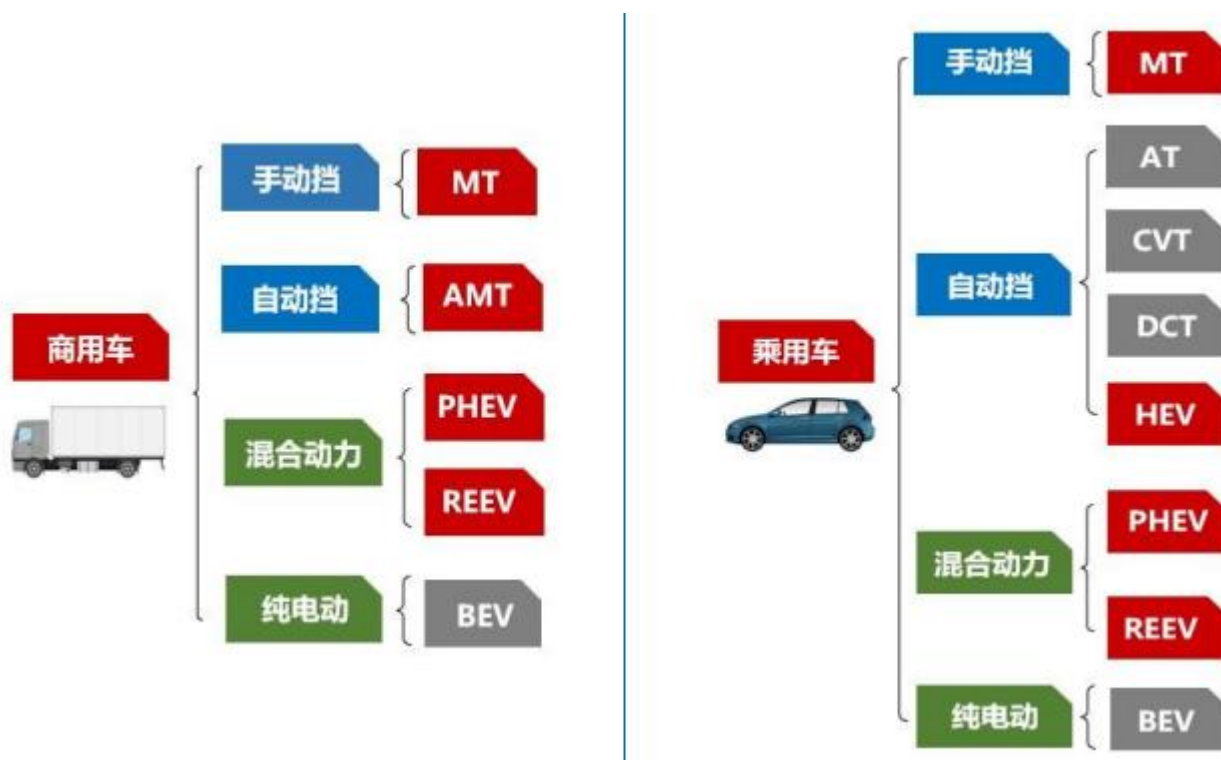 商用车
手动挡
MT
自动挡
AMT
混合动力
PHEV
REEV
纯电动
BEV
乘用车
手动挡
MT
自动挡
AT
CVT
DCT
HEV
混合动力
PHEV
REEV
纯电动
BEV